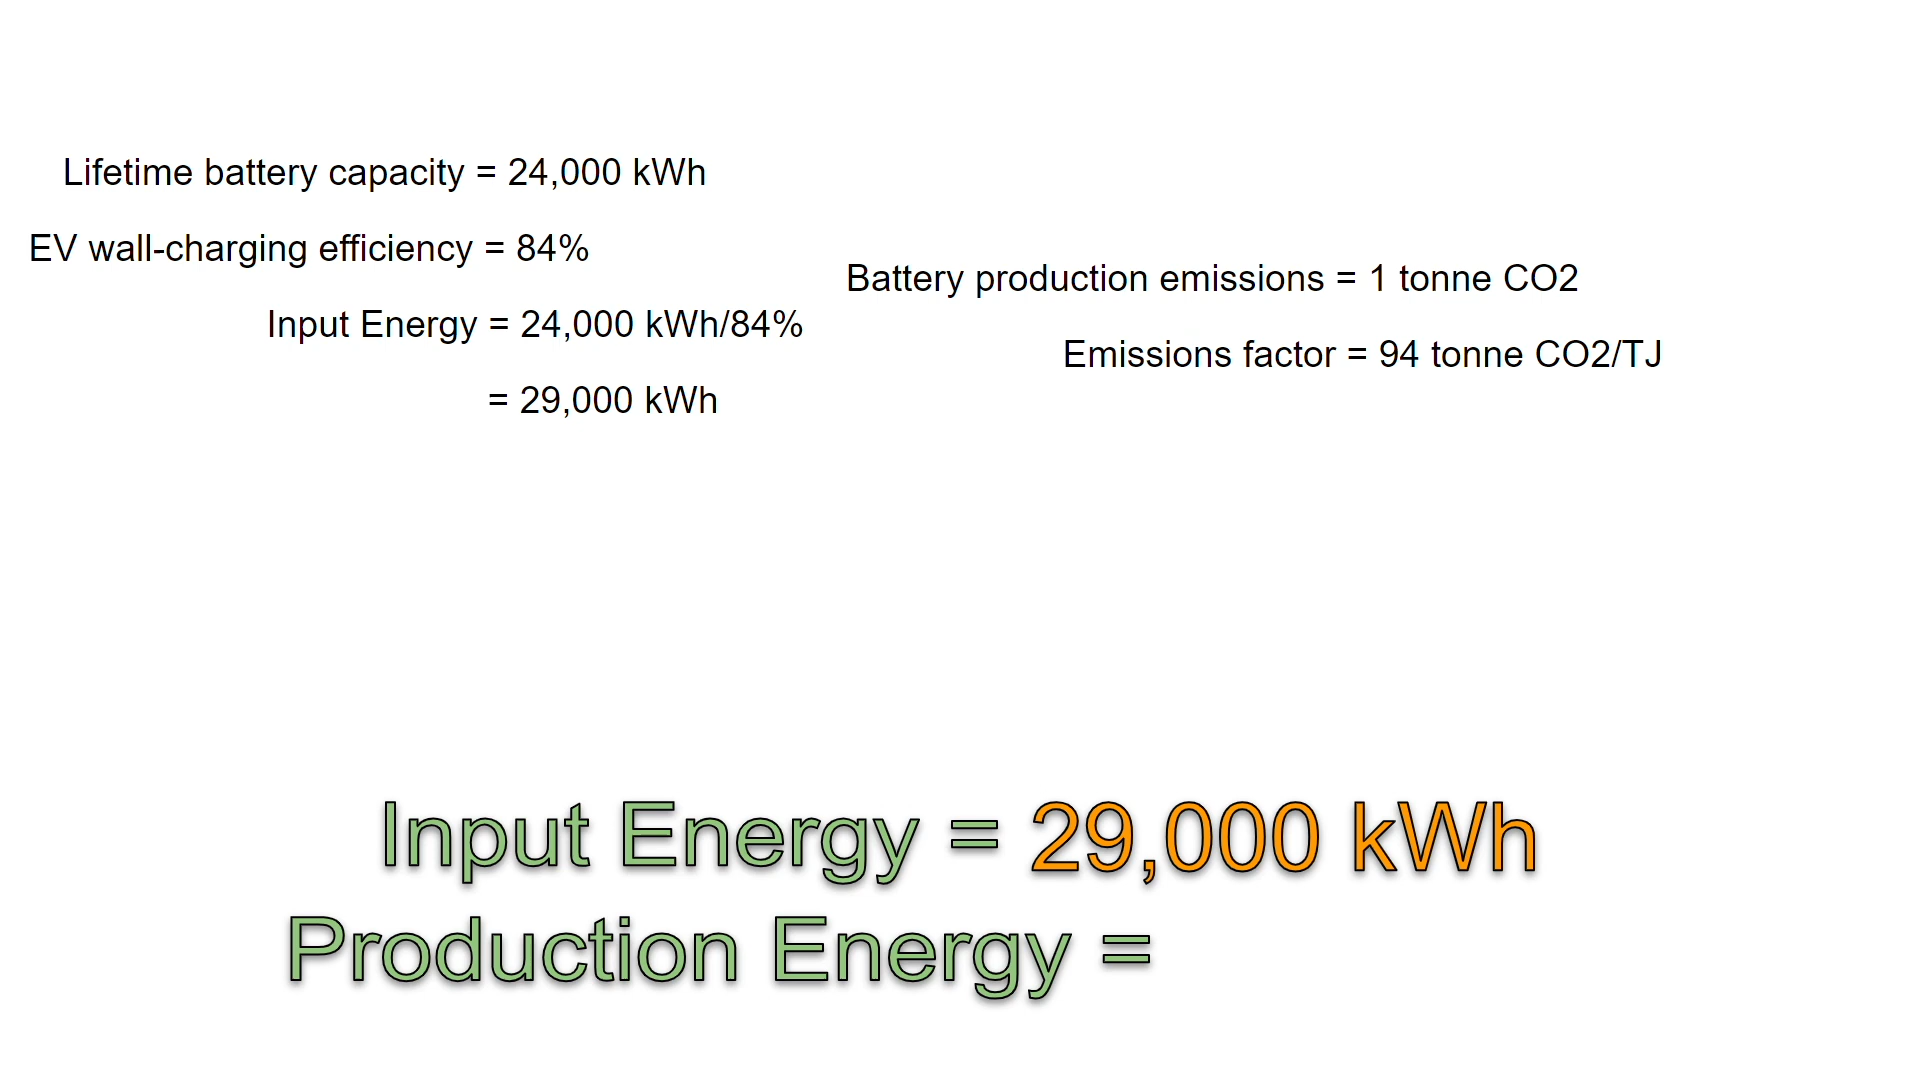 Lifetime battery capacity = 24,000 kWh
EV wall-charging efficiency = 84%
Input Energy = 24,000 kWh/84%
= 29,000 kWh
Battery production emissions = 1 tonne CO2
Emissions factor = 94 tonne CO2/TJ
Input Energy = 29,000 kWh
Production Energy =